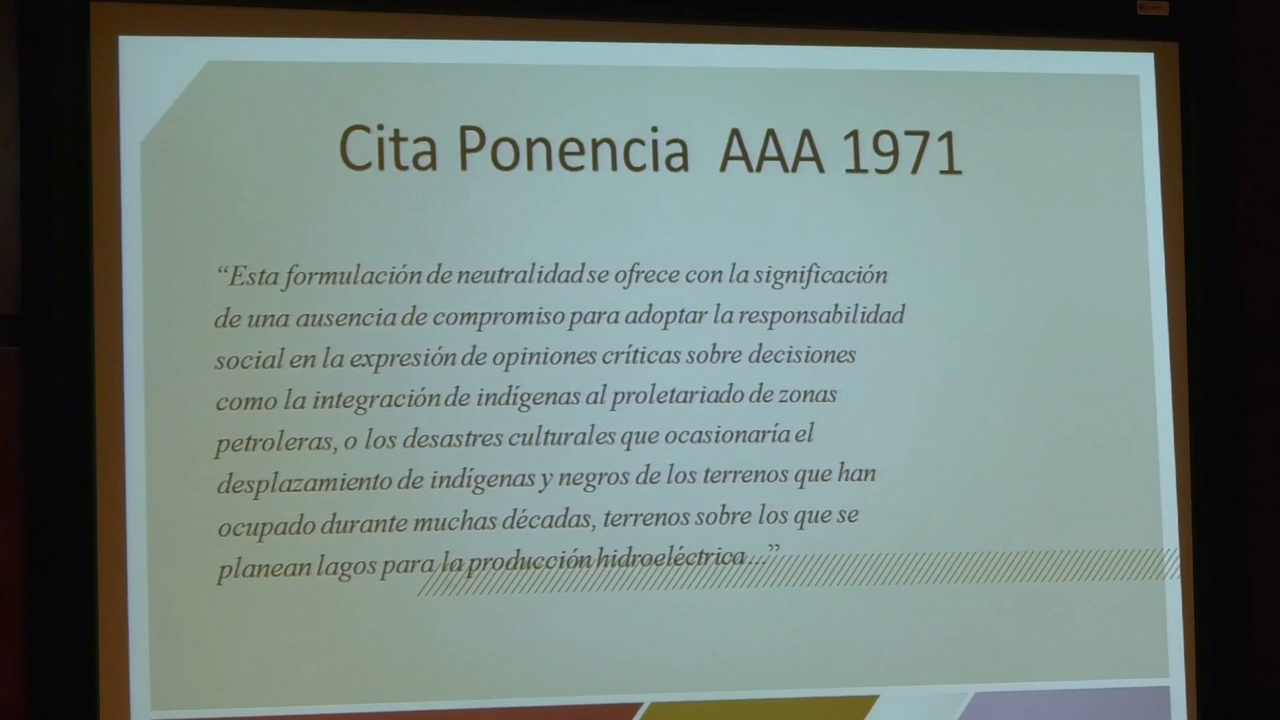 Cita Ponencia AAA 1971
“Esta formulación de neutralidad se ofrece con la significación
de una ausencia de compromiso para adoptar la responsabilidad
social en la expresión de opiniones críticas sobre decisiones
como la integración de indígenas al proletariado de zonas
petroleras, o los desastres culturales que ocasionaría el
desplazamiento de indígenas y negros de los terrenos que han
ocupado durante muchas décadas, terrenos sobre los que se
planean lagos para la producción hidroeléctrica...”